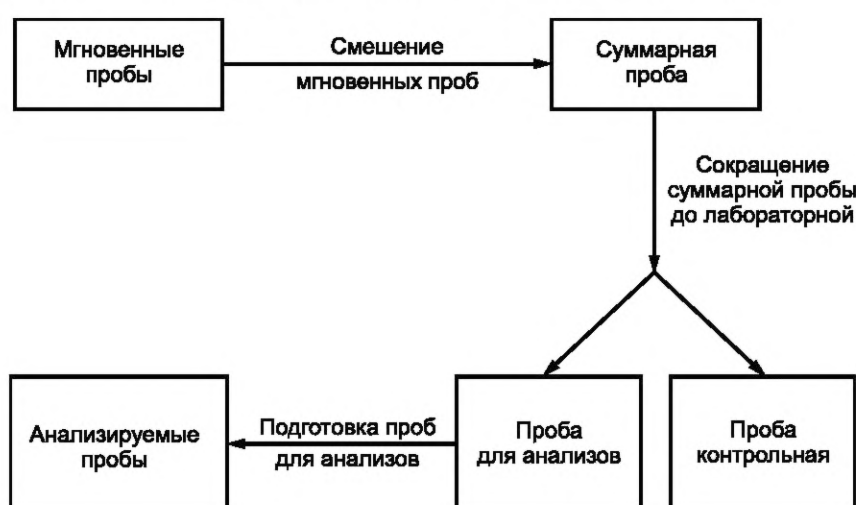 Мгновенные
пробы
Смешение
мгновенных проб
Суммарная
проба
Сокращение
суммарной пробы
до лабораторной
Анализируемые
пробы
Подготовка проб
для анализов
Проба
для анализов
Проба
контрольная